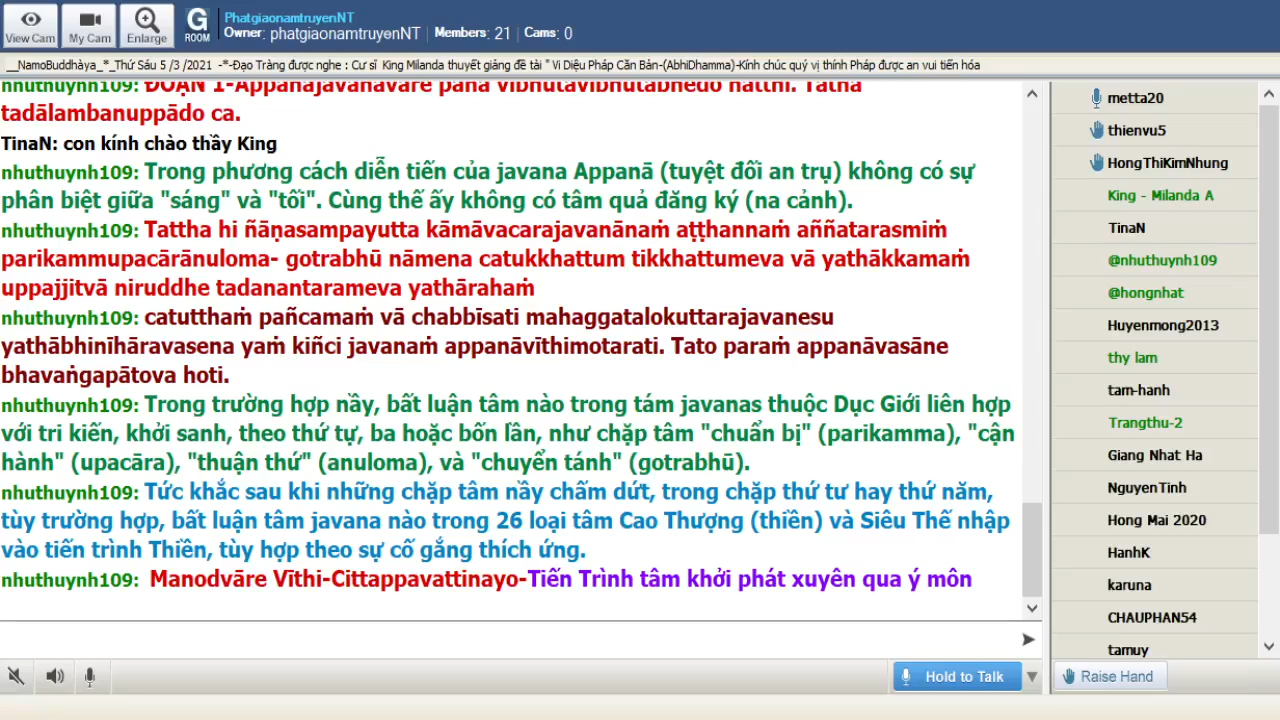 View Cam
My Cam
Enlarge
G
ROOM
PhatgiaonamtruyenNT
Owner: phatgiaonamtruyenNT | Members: 21 | Cams: 0
__NamoBuddhàya_*_Thứ Sáu 5 /3 /2021 -*-Đạo Tràng được nghe : Cư sĩ King Milanda thuyết giảng đề tài " Vi Diệu Pháp Căn Bản-(AbhiDhamma)-Kính chúc quý vị thính Pháp được an vui tiến hóa
nhuthuynh109: ĐOẠN 1-Appanājavanavāre pana vibhūtāvibhūtabhedo natthi. Tathā
tadālambanuppādo ca.
TinaN: con kính chào thầy King
nhuthuynh109: Trong phương cách diễn tiến của javana Appanā (tuyệt đối an trụ) không có sự
phân biệt giữa "sáng" và "tối". Cùng thế ấy không có tâm quả đăng ký (na cảnh).
nhuthuynh109: Tattha hi ñāṇasampayutta kāmāvacarajavanānaṁ aṭṭhannaṁ aññatarasmiṁ
parikammupacārānuloma- gotrabhū nāmena catukkhattum tikkhattumeva vā yathākkamaṁ
uppajjitvā niruddhe tadanantarameva yathārahaṁ
nhuthuynh109: catutthaṁ pañcamaṁ vā chabbīsati mahaggatalokuttarajavanesu
yathābhinīhāravasena yaṁ kiñci javanaṁ appanāvīthimotarati. Tato paraṁ appanāvasāne
bhavaṅgapātova hoti.
nhuthuynh109: Trong trường hợp nầy, bất luận tâm nào trong tám javanas thuộc Dục Giới liên hợp
với tri kiến, khởi sanh, theo thứ tự, ba hoặc bốn lần, như chặp tâm "chuẩn bị" (parikamma), "cận
hành" (upacāra), "thuận thứ" (anuloma), và "chuyển tánh" (gotrabhū).
nhuthuynh109: Tức khắc sau khi những chặp tâm nầy chấm dứt, trong chặp thứ tư hay thứ năm,
tùy trường hợp, bất luận tâm javana nào trong 26 loại tâm Cao Thượng (thiền) và Siêu Thế nhập
vào tiến trình Thiền, tùy hợp theo sự cố gắng thích ứng.
nhuthuynh109: Manodvāre Vīthi-Cittappavattinayo-Tiến Trình tâm khởi phát xuyên qua ý môn
Hold to Talk
metta20
thienvu5
HongThiKimNhung
King - Milanda A
TinaN
@nhuthuynh109
@hongnhat
Huyenmong2013
thy lam
tam-hanh
Trangthu-2
Giang Nhat Ha
NguyenTinh
Hong Mai 2020
HanhK
karuna
CHAUPHAN54
tamuy
Raise Hand